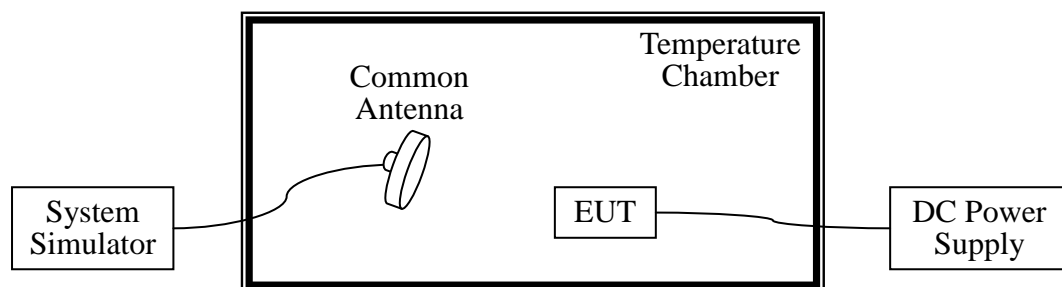 Temperature
Chamber
Common
Antenna
System
Simulator
EUT
DC Power
Supply